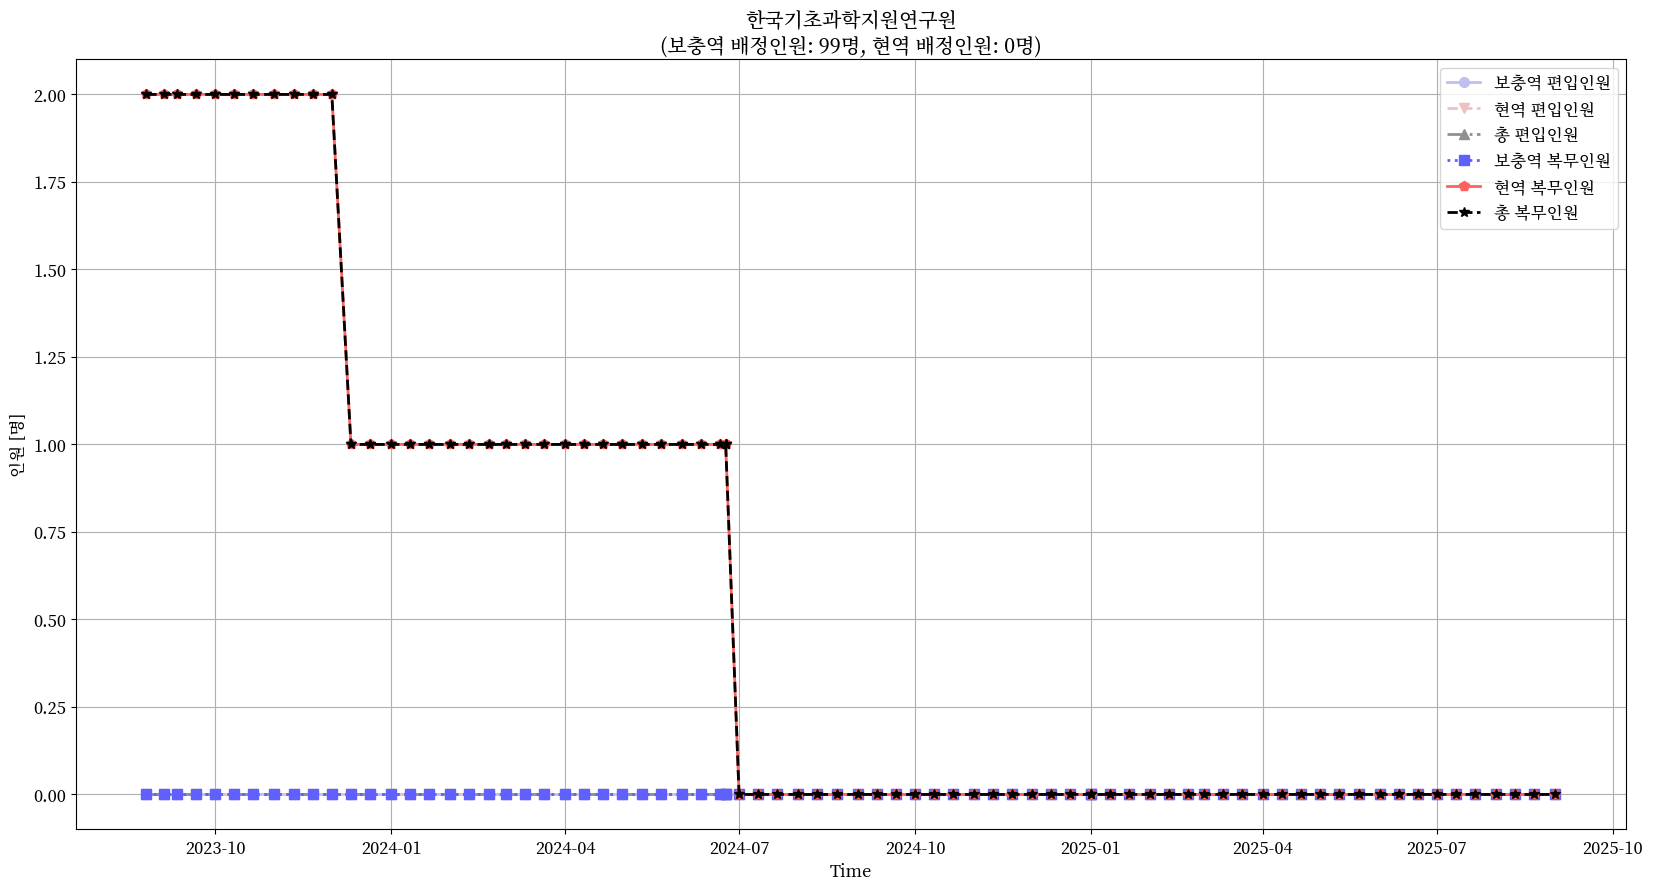 한국기초과학지원연구원
(보충역 배정인원: 99명, 현역 배정인원: 0명)
보충역 편입인원
현역 편입인원
총 편입인원
보충역 복무인원
현역 복무인원
총 복무인원
2.00
1.75
1.50
1.25
1.00
0.75
0.50
0.25
0.00
인원 [명]
2023-10
2024-01
2024-04
2024-07
2024-10
2025-01
2025-04
2025-07
2025-10
Time